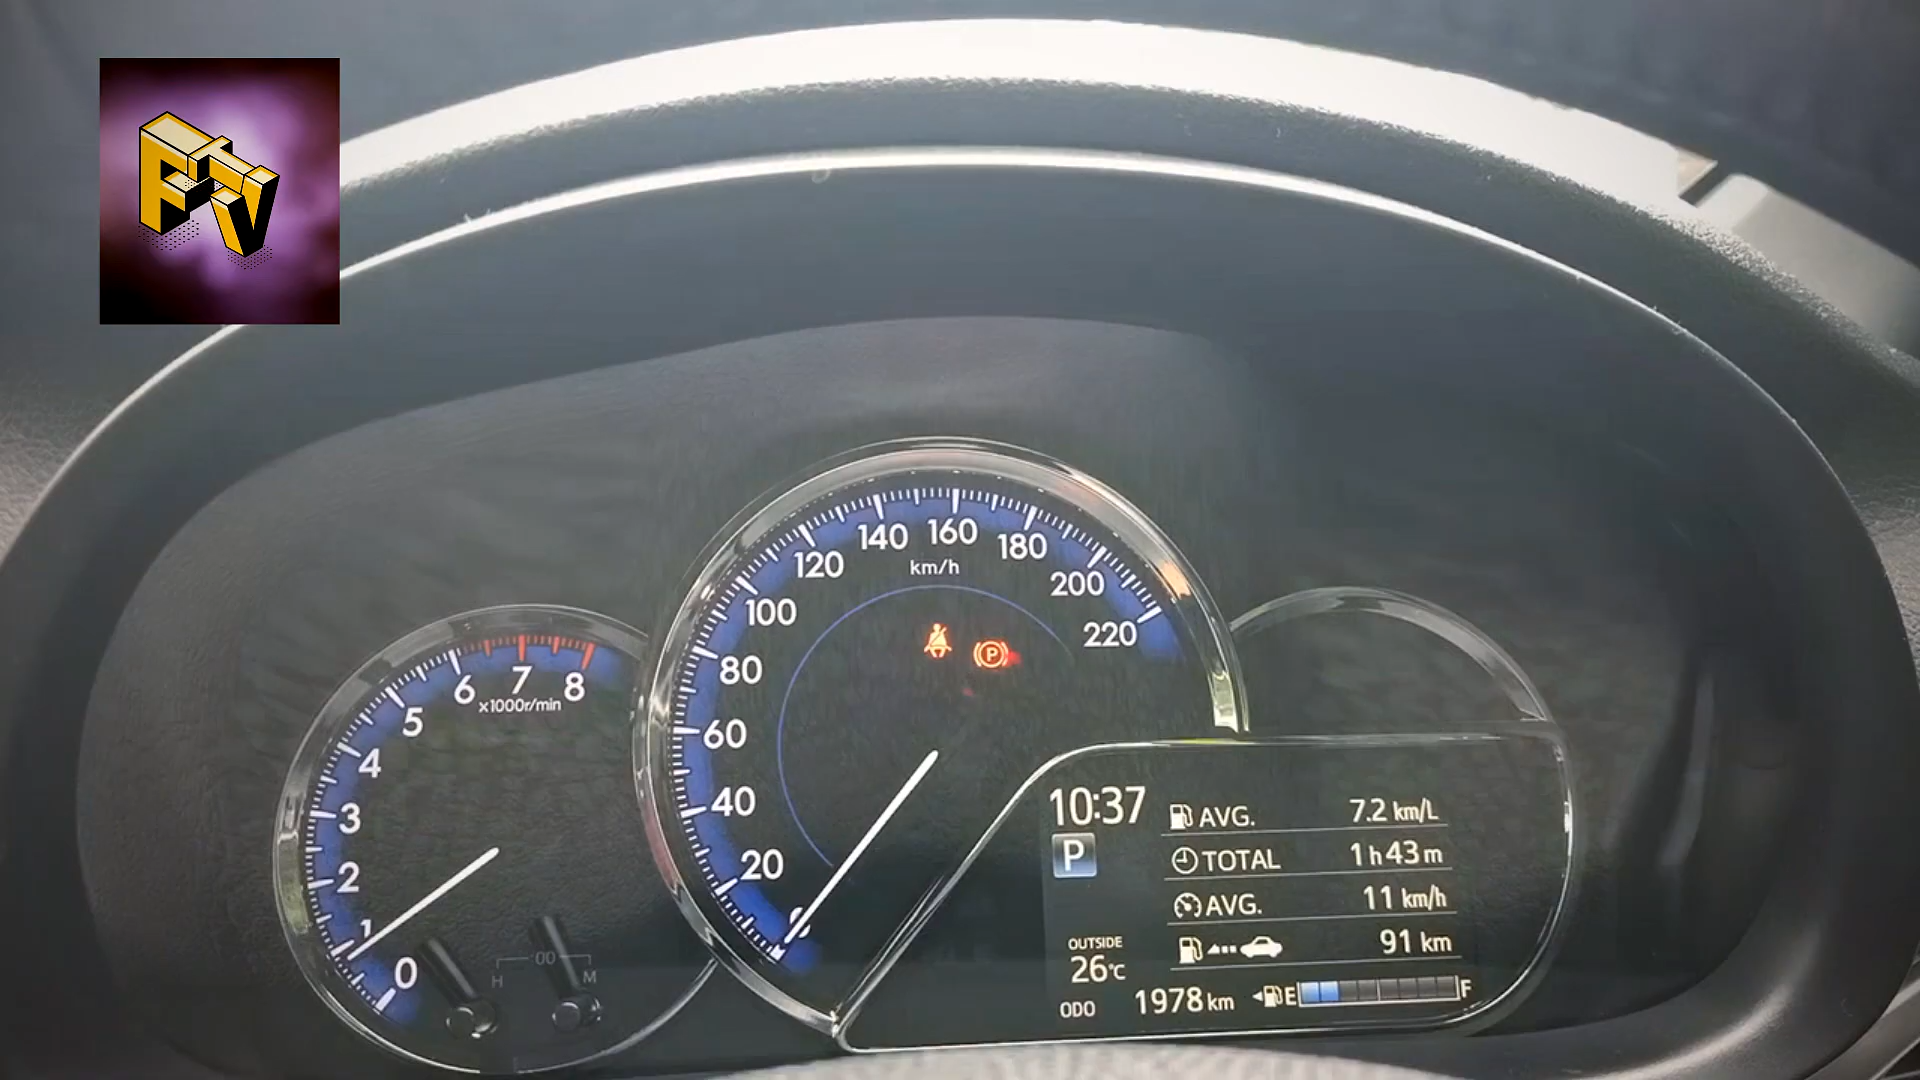 FTV
140
160
180
120
km/h
200
100
220
80
6
7
8
x1000r/min
5
60
4
40
3
20
2
1
0
0
H
:00
M
10:37
P
AVG. 7.2 km/L
TOTAL 1h43m
AVG. 11 km/h
91 km
OUTSIDE
26°C
ODO 1978 km
E F
P